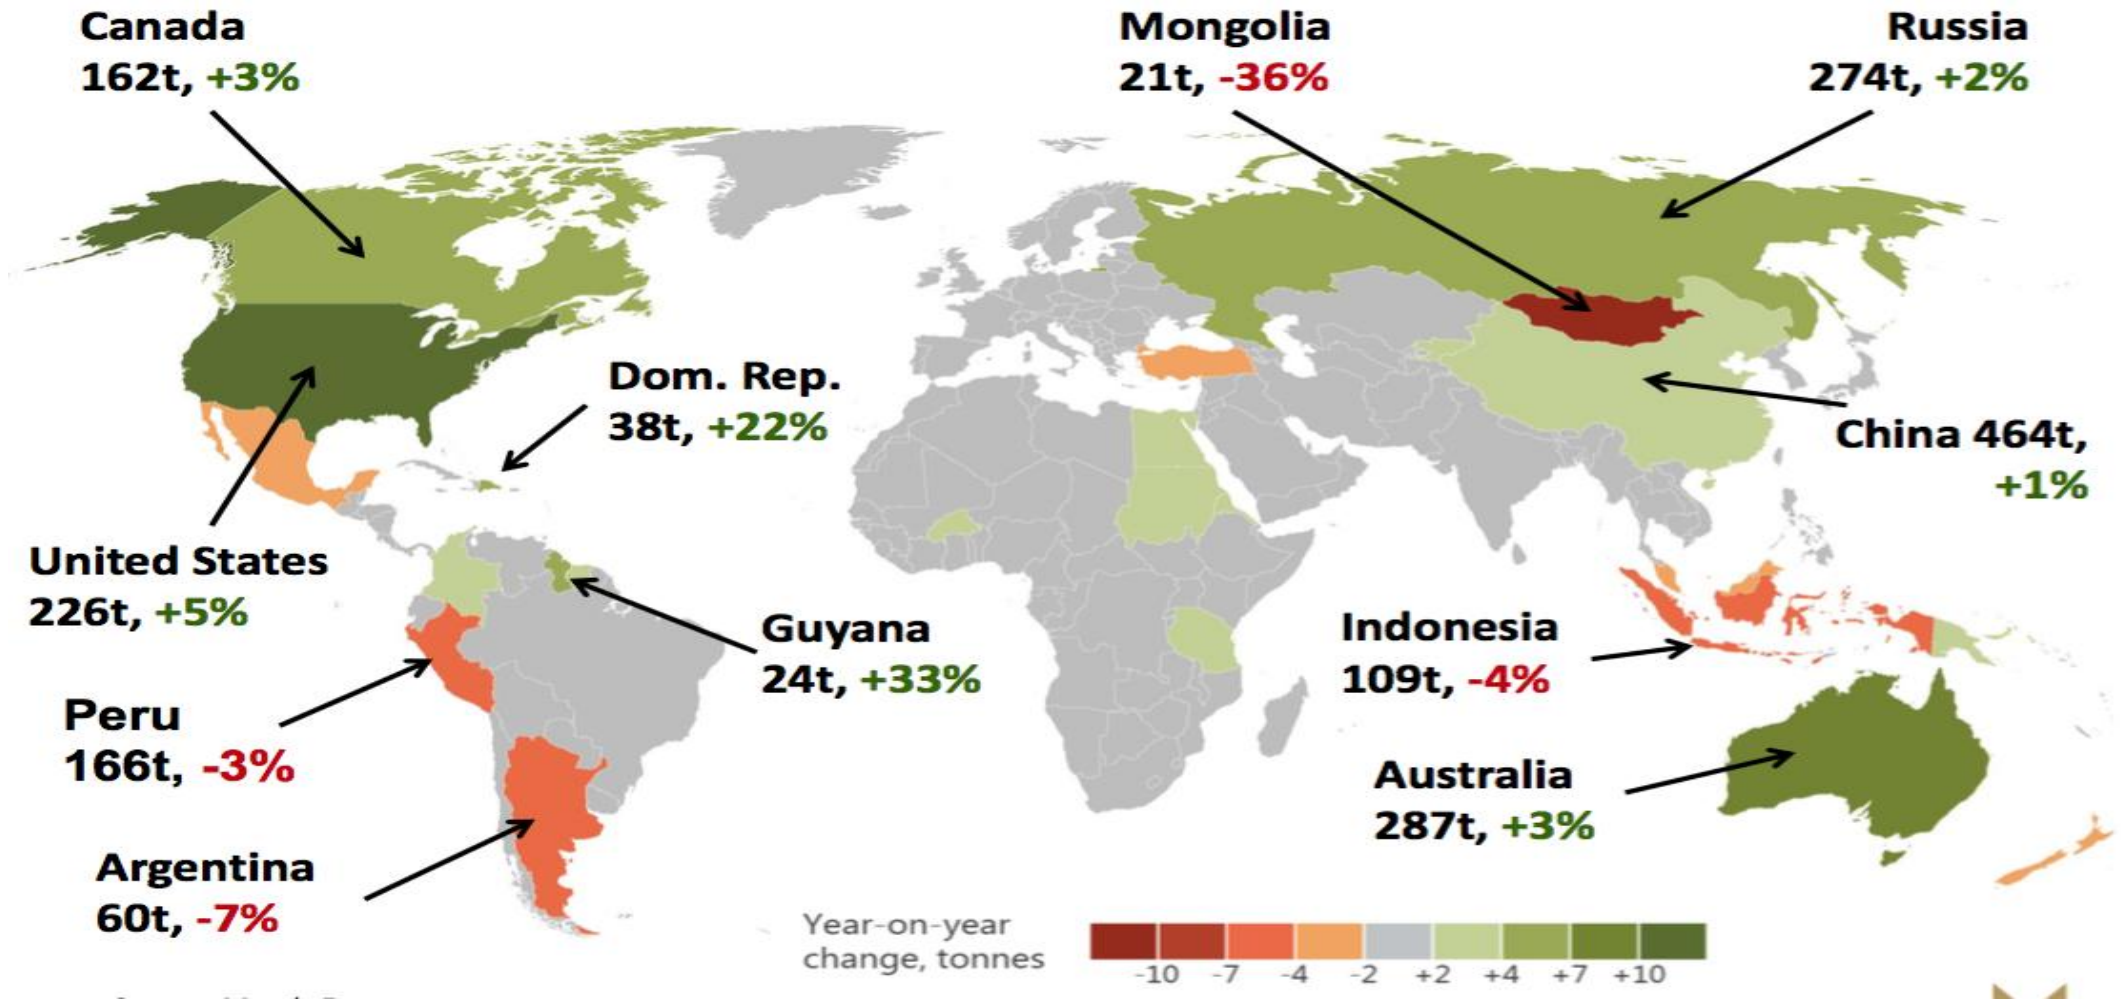 Canada
162t, +3%
Mongolia
21t, -36%
Russia
274t, +2%
Dom. Rep.
38t, +22%
China 464t,
+1%
United States
226t, +5%
Guyana
24t, +33%
Indonesia
109t, -4%
Peru
166t, -3%
Australia
287t, +3%
Argentina
60t, -7%
Year-on-year
change, tonnes
-10 -7 -4 -2 +2 +4 +7 +10